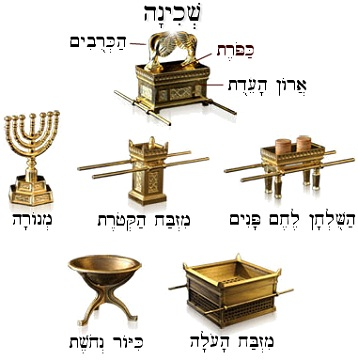 שְׁכִינָה
הַכְּרֻבִים
כַּפֹּרֶת
אֲרוֹן הָעֵדֻת
מְנוֹרָה
מִזְבַּח הַקְּטֹרֶת
הַשֻּׁלְחָן לֶחֶם פָּנִים
כִּיּוֹר נְחֹשֶׁת
מִזְבַּח הָעֹלָה